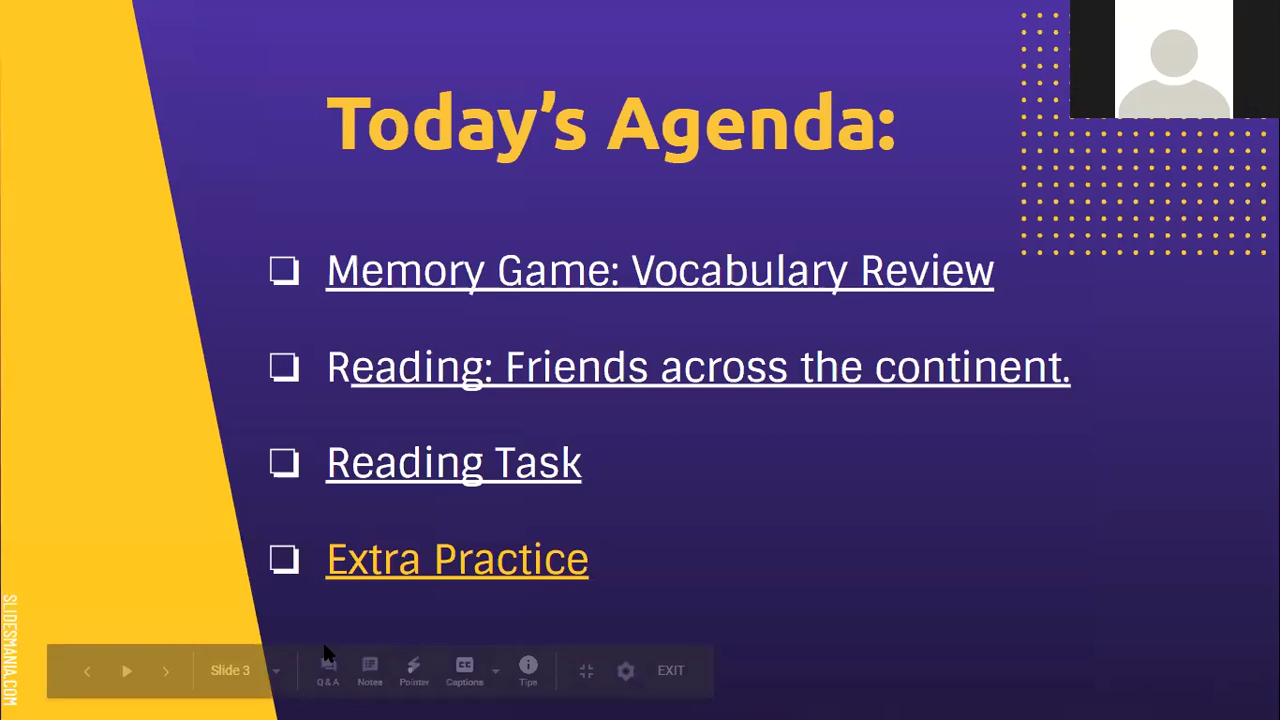 Today's Agenda:
❏ Memory Game: Vocabulary Review
❏ Reading: Friends across the continent.
❏ Reading Task
❏ Extra Practice
SLIDESMANIA.COM
Slide 3
Q & A
Notes
Pointer
Captions
Tips
EXIT